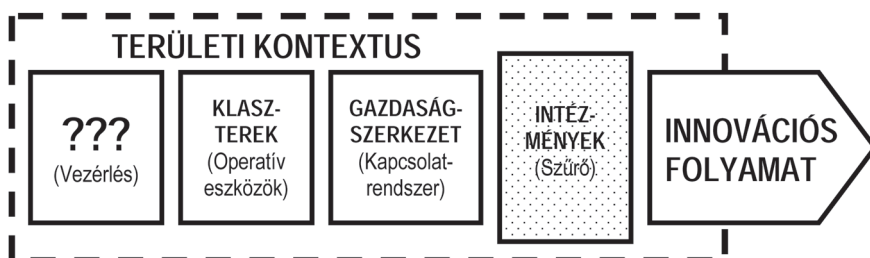 TERÜLETI KONTEXTUS
???
(Vezérlés)
KLASZ-
TEREK
(Operatív
eszközök)
GAZDASÁG-
SZERKEZET
(Kapcsolat-
rendszer)
INTÉZ-
MÉNYEK
(Szűrő)
INNOVÁCIÓS
FOLYAMAT